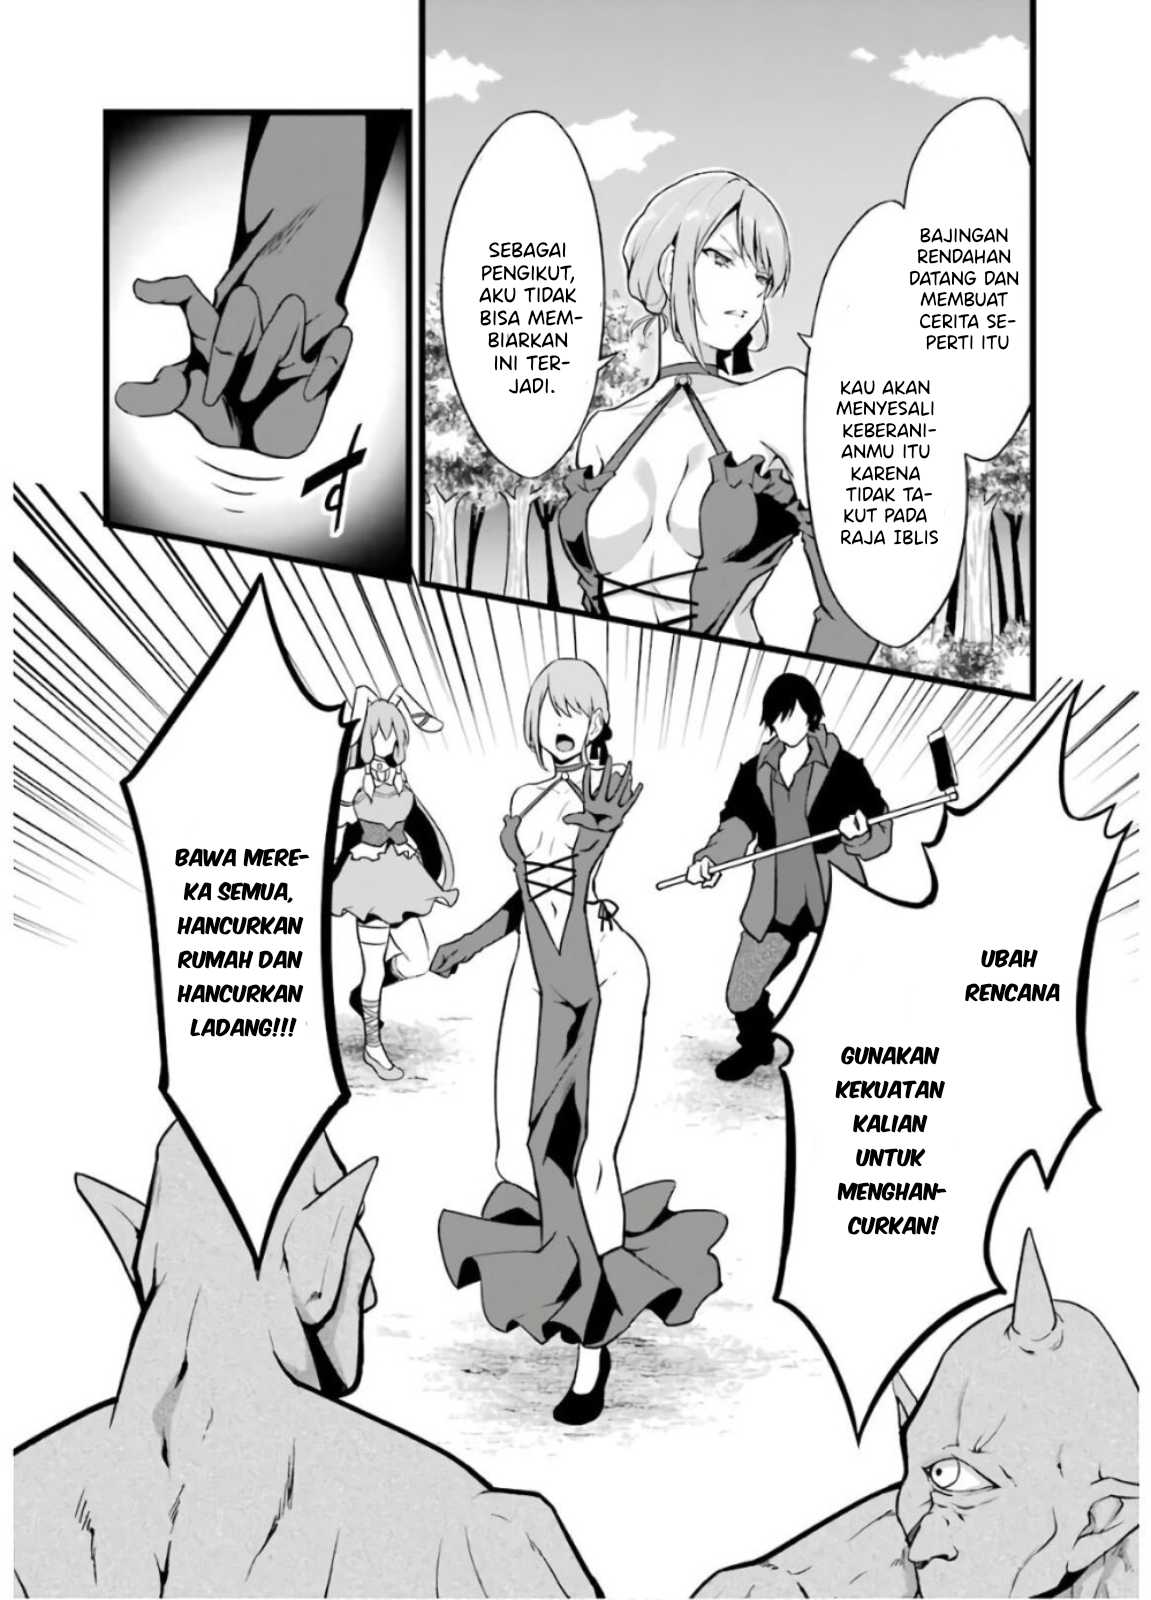 BAJINGAN
RENDAHAN
DATANG DAN
MEMBUAT
CERITA SE-
PERTI ITU
KAU AKAN
MENYESALI
KEBERANI-
ANMU ITU
KARENA
TIDAK TA-
KUT PADA
RAJA IBLIS
SEBAGAI
PENGIKUT,
AKU TIDAK
BISA MEM-
BIARKAN
INI TER-
JADI.
UBAH
RENCANA
GUNAKAN
KEKUATAN
KALIAN
UNTUK
MENGHAN-
CURKAN!
BAWA MERE-
KA SEMUA,
HANCURKAN
RUMAH DAN
HANCURKAN
LADANG!!!